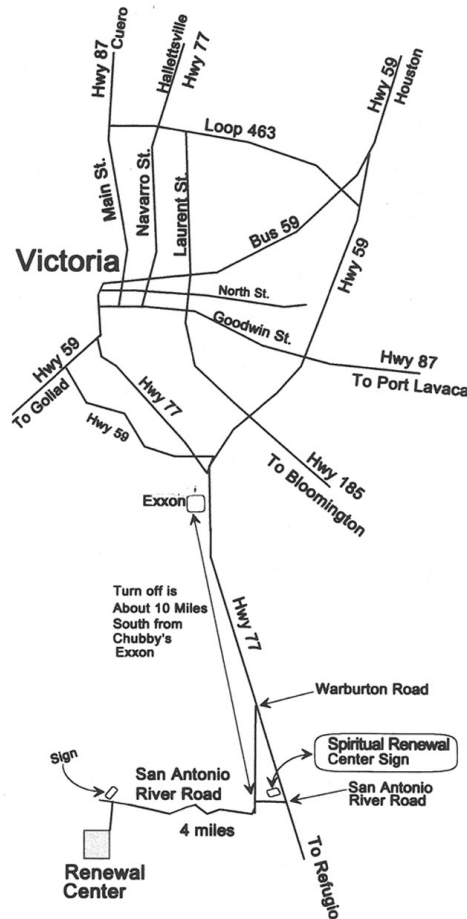 Hwy 87
Cuero
Hallettsville
Hwy 77
Hwy 59
Houston
Loop 463
Main St.
Navarro St.
Laurent St.
Bus 59
Hwy 59
Victoria
North St.
Goodwin St.
Hwy 59
To Goliad
Hwy 77
Hwy 59
Hwy 87
To Port Lavaca
Hwy 185
To Bloomington
Exxon
Turn off is
About 10 Miles
South from
Chubby's
Exxon
Hwy 77
Warburton Road
Spiritual Renewal
Center Sign
Sign
San Antonio
River Road
San Antonio
River Road
4 miles
To Refugio
Renewal
Center